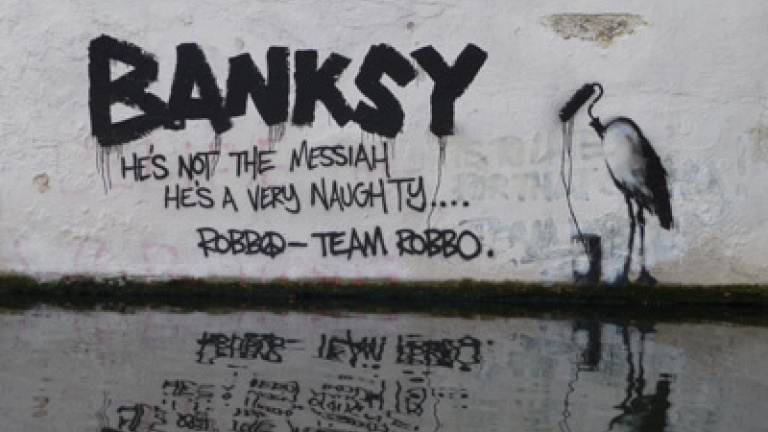 BANKSY
HE'S NOT THE MESSIAH
HE'S A VERY NAUGHTY....
ROBBO - TEAM ROBBO.